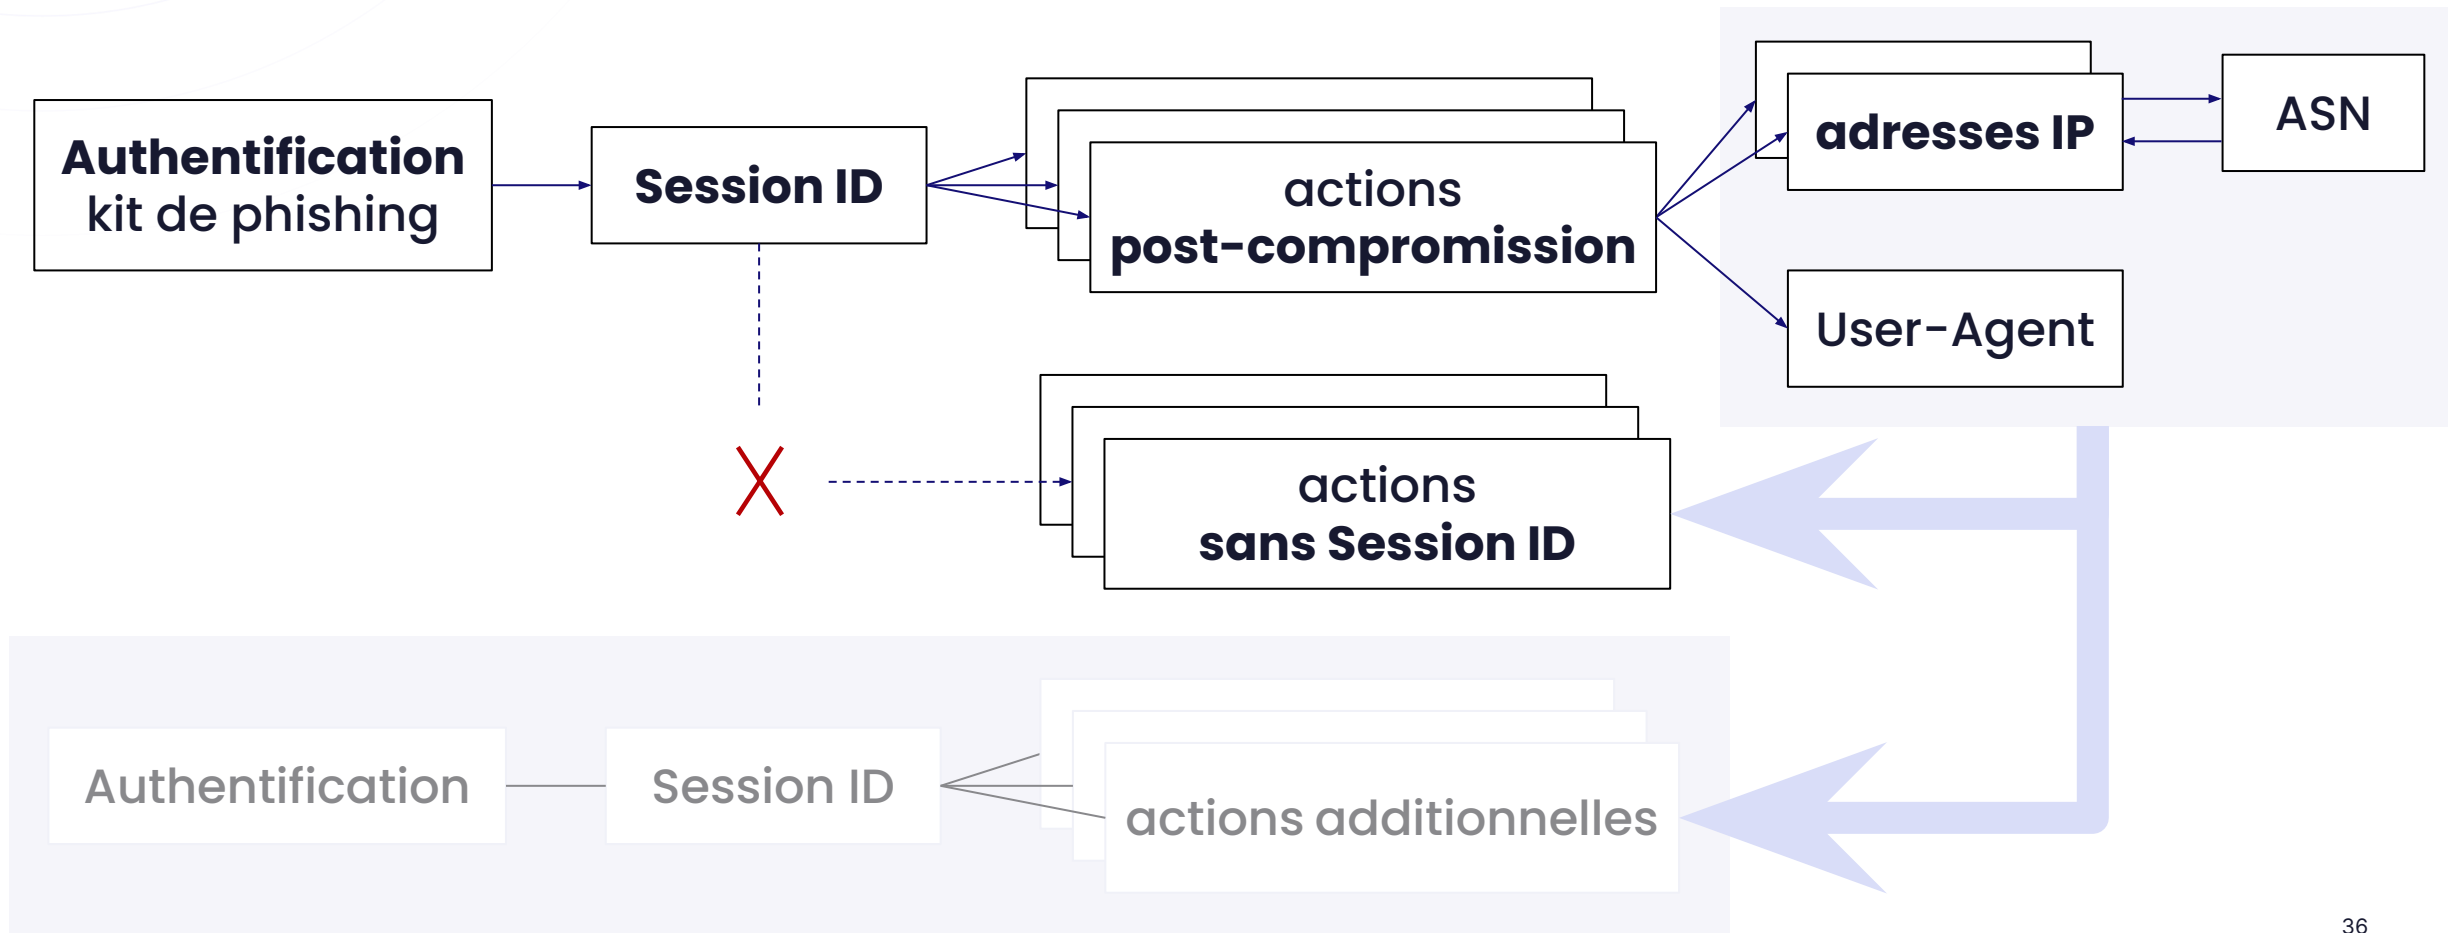 Authentification
kit de phishing
Session ID
actions
post-compromission
adresses IP
ASN
User-Agent
actions
sans Session ID
Authentification
Session ID
actions additionnelles
36